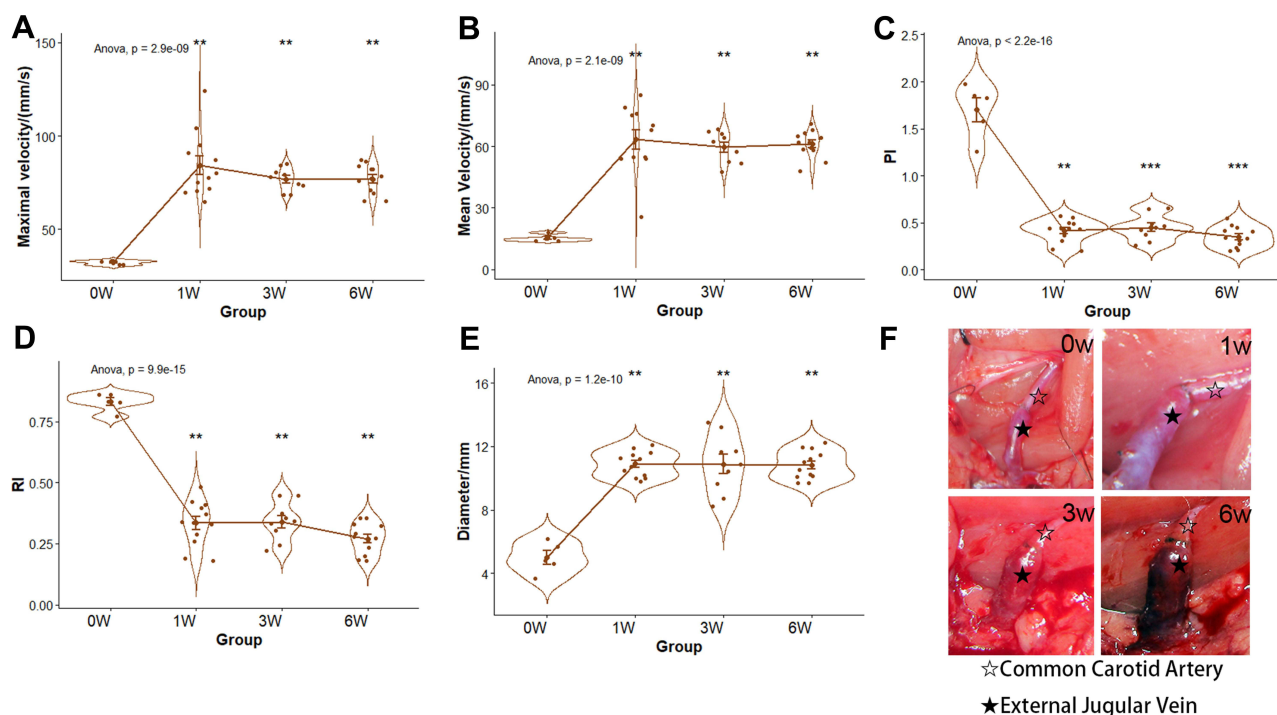 A
Anova, p = 2.9e-09
** ** **
Maximal velocity/(mm/s)
150
100
50
0W 1W 3W 6W
Group
B
Anova, p = 2.1e-09
** ** **
Mean Velocity/(mm/s)
90
60
30
0
0W 1W 3W 6W
Group
C
Anova, p < 2.2e-16
** *** ***
PI
2.5
2.0
1.5
1.0
0.5
0.0
0W 1W 3W 6W
Group
D
Anova, p = 9.9e-15
** ** **
RI
0.75
0.50
0.25
0.00
0W 1W 3W 6W
Group
E
Anova, p = 1.2e-10
** ** **
Diameter/mm
16
12
8
4
0W 1W 3W 6W
Group
F
0w
1w
3w
6w
☆Common Carotid Artery
★External Jugular Vein